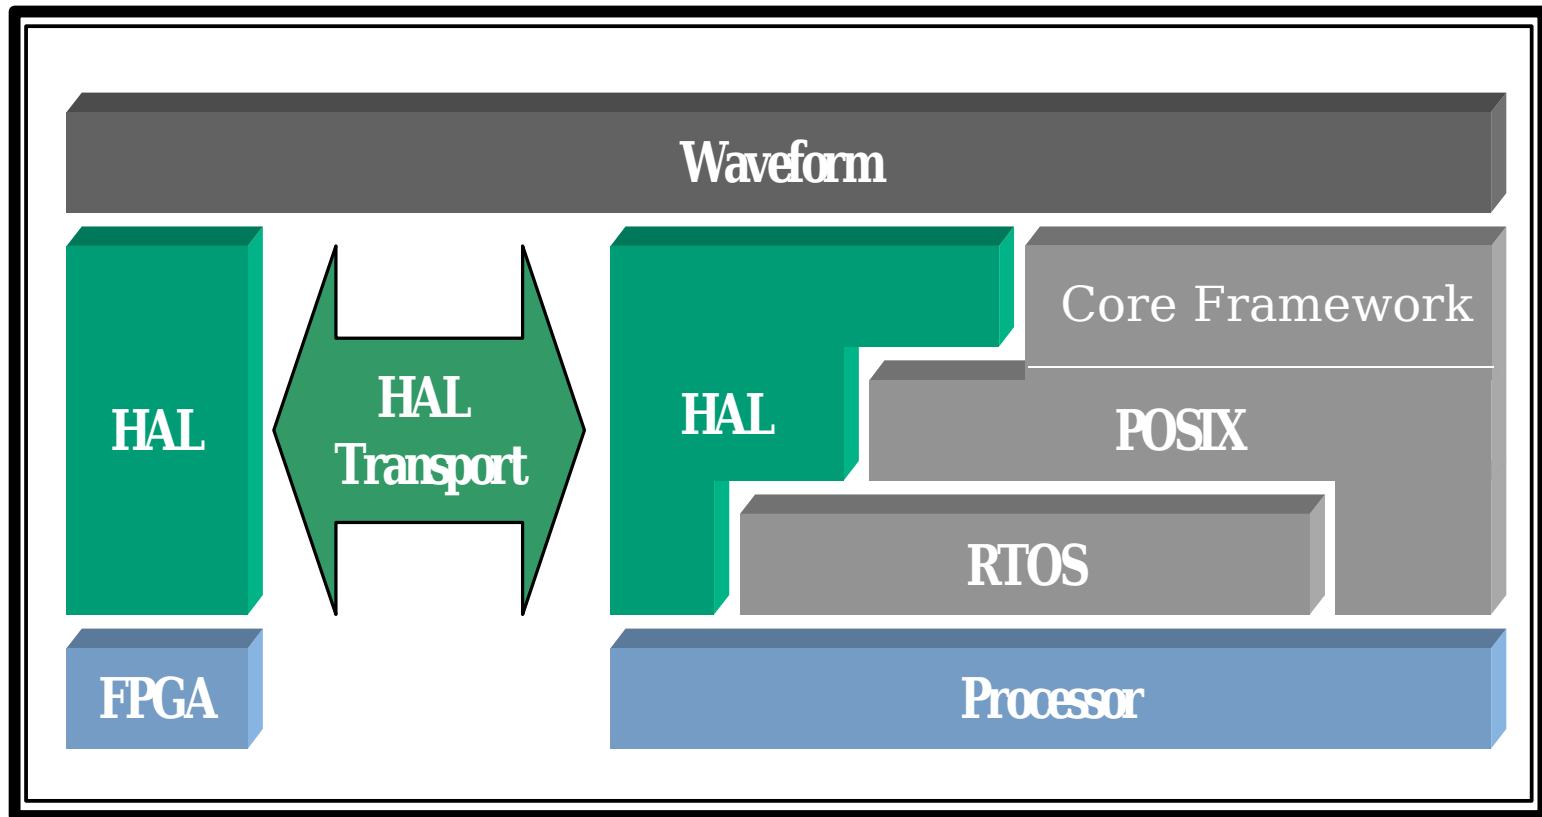 Waveform
Core Framework
HAL
HAL
Transport
HAL
POSIX
RTOS
FPGA
Processor